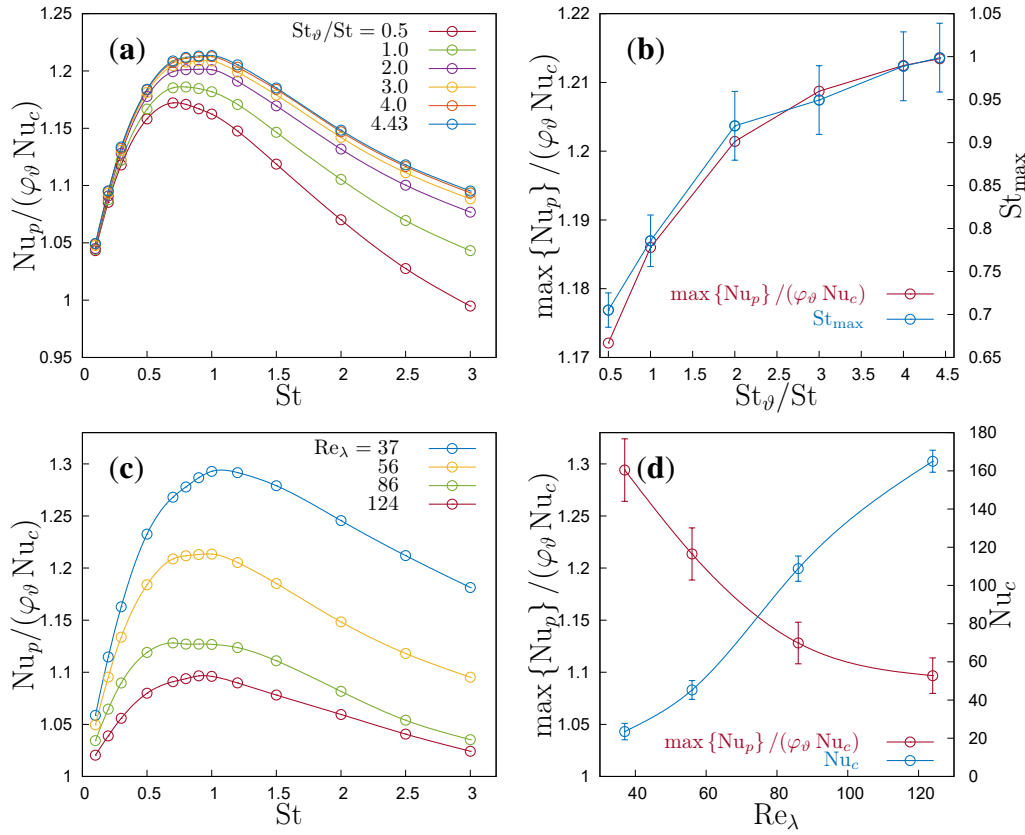 (a)
St_ϑ/St = 0.5
1.0
2.0
3.0
4.0
4.43
Nu_p/(φ_ϑ Nu_c)
1.25
1.2
1.15
1.1
1.05
1
0.95
0 0.5 1 1.5 2 2.5 3
St
(b)
max {Nu_p} /(φ_ϑ Nu_c)
1.22
1.21
1.20
1.19
1.18
1.17
max {Nu_p} /(φ_ϑ Nu_c)
St_max
0.5 1 2 3 4 4.5
St_ϑ/St
1.05
1
0.95
0.9
0.85
0.8
0.75
0.7
0.65
St_max
(c)
Re_λ = 37
56
86
124
Nu_p/(φ_ϑ Nu_c)
1.3
1.25
1.2
1.15
1.1
1.05
1
0 0.5 1 1.5 2 2.5 3
St
(d)
max {Nu_p} /(φ_ϑ Nu_c)
1.3
1.25
1.2
1.15
1.1
1.05
1
max {Nu_p} /(φ_ϑ Nu_c)
Nu_c
40 60 80 100 120
Re_λ
180
160
140
120
100
80
60
40
20
0
Nu_c